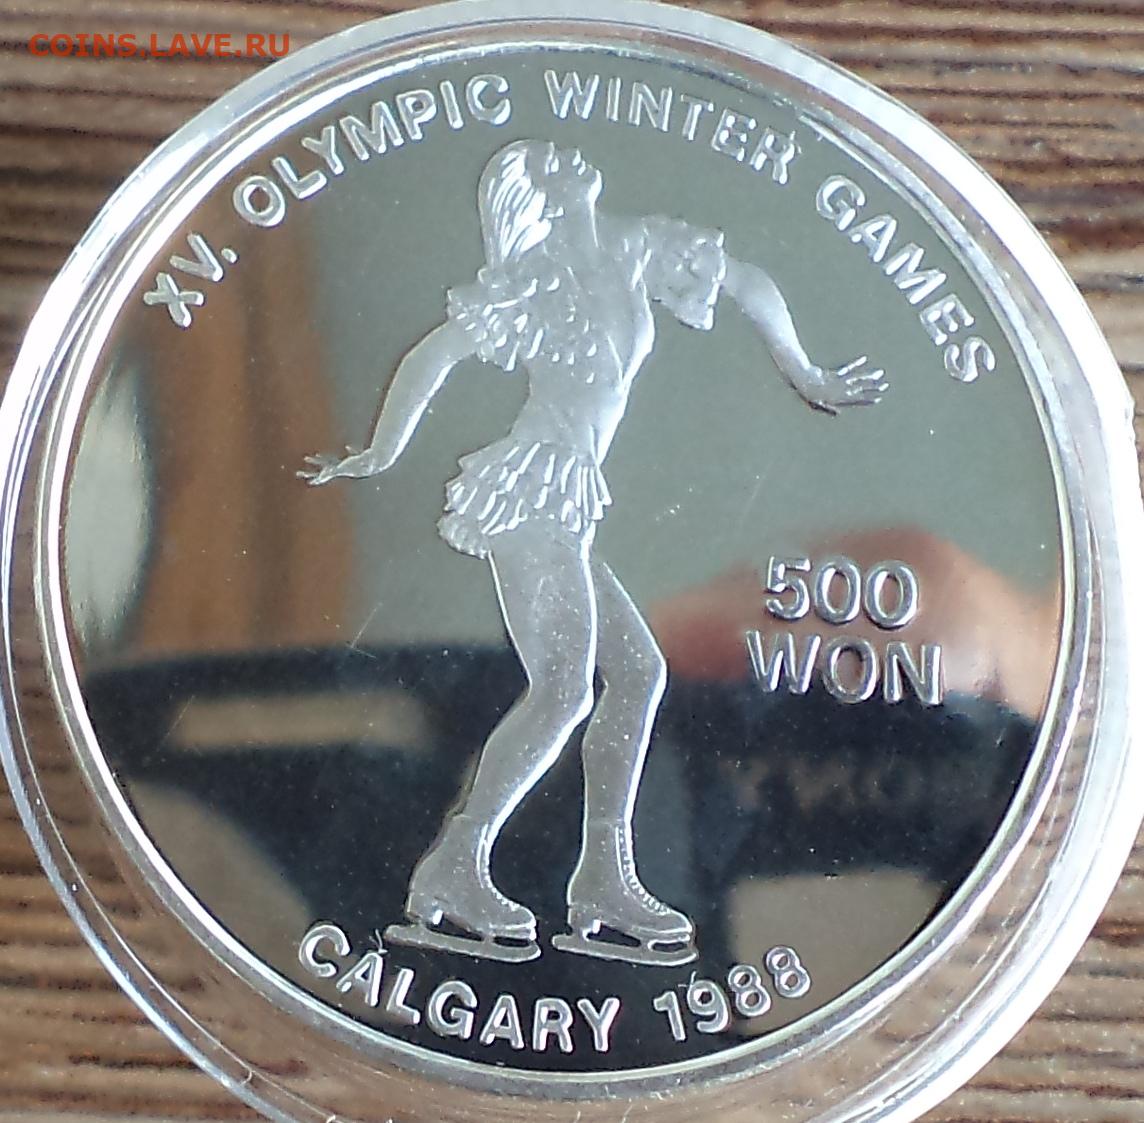 COINS.LAVE.RU
XV. OLYMPIC WINTER GAMES
500
WON
CALGARY 1988